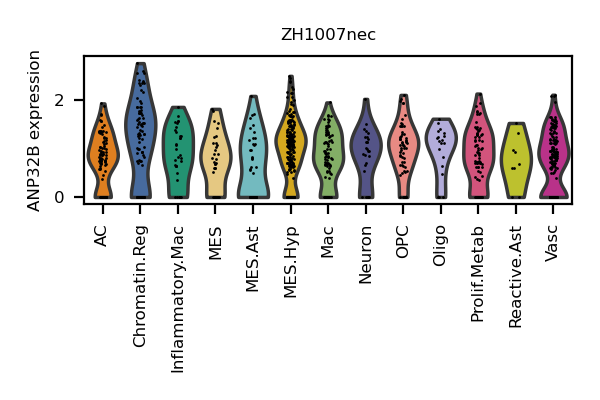 ZH1007nec
ANP32B expression
2
0
AC
Chromatin.Reg
Inflammatory.Mac
MES
MES.Ast
MES.Hyp
Mac
Neuron
OPC
Oligo
Prolif.Metab
Reactive.Ast
Vasc